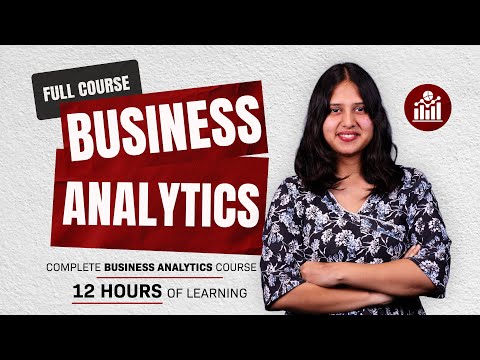 FULL COURSE
BUSINESS
ANALYTICS
COMPLETE BUSINESS ANALYTICS COURSE
12 HOURS OF LEARNING